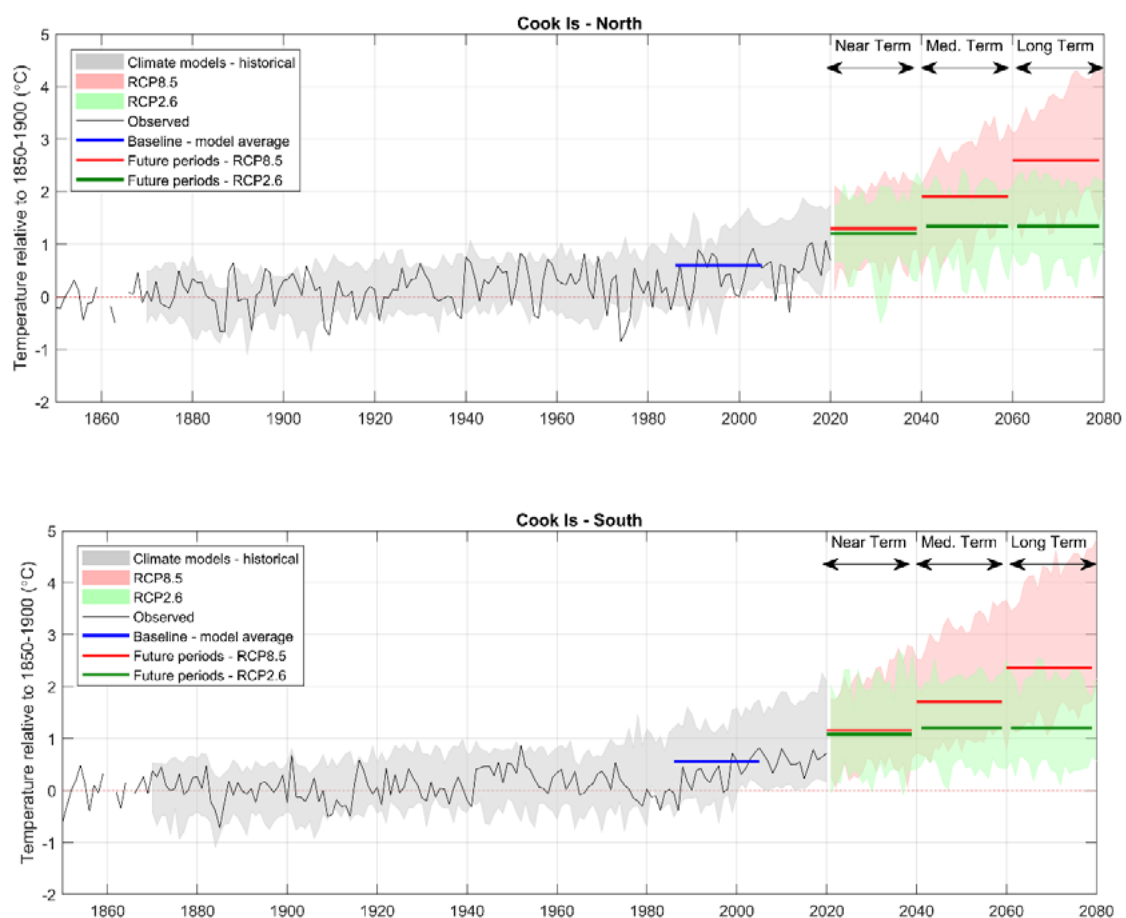 Cook Is - North
Near Term Med. Term Long Term
Climate models - historical
RCP8.5
RCP2.6
Observed
Baseline - model average
Future periods - RCP8.5
Future periods - RCP2.6
Temperature relative to 1850-1900 (°C)
5
4
3
2
1
0
-1
-2
1860 1880 1900 1920 1940 1960 1980 2000 2020 2040 2060 2080
Cook Is - South
Near Term Med. Term Long Term
Climate models - historical
RCP8.5
RCP2.6
Observed
Baseline - model average
Future periods - RCP8.5
Future periods - RCP2.6
Temperature relative to 1850-1900 (°C)
5
4
3
2
1
0
-1
-2
1860 1880 1900 1920 1940 1960 1980 2000 2020 2040 2060 2080